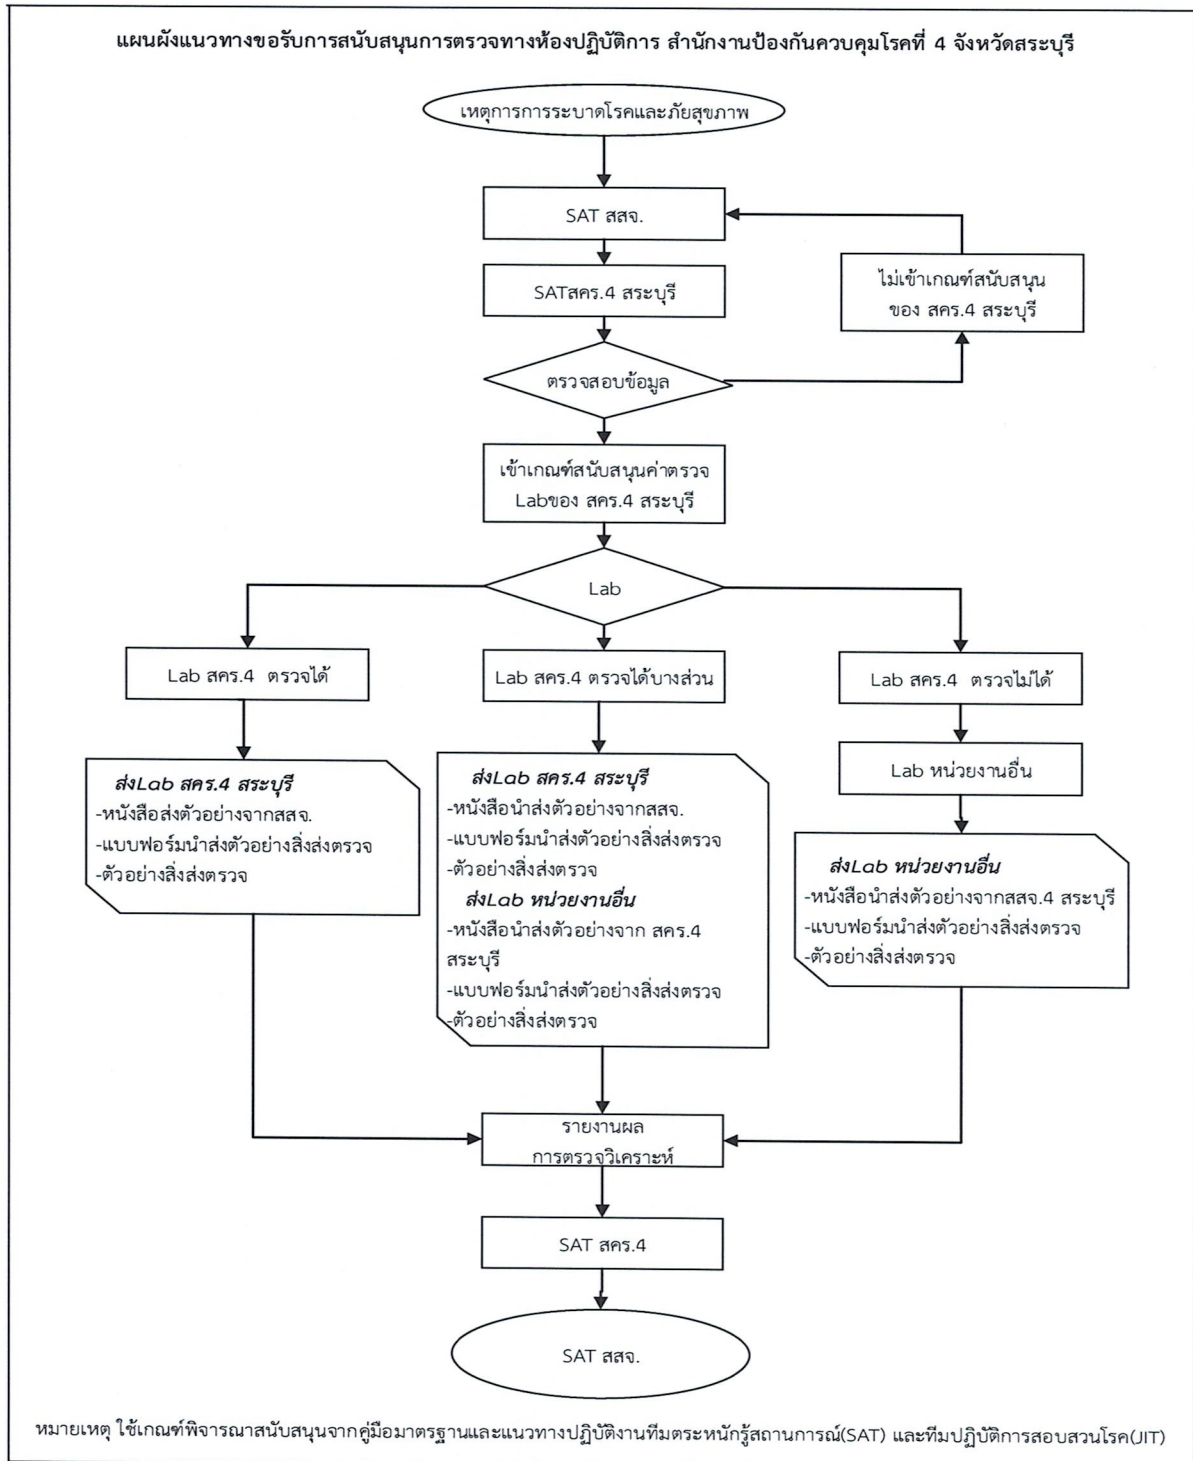 แผนผังแนวทางขอรับการสนับสนุนการตรวจทางห้องปฏิบัติการ สำนักงานป้องกันควบคุมโรคที่ 4 จังหวัดสระบุรี
เหตุการการระบาดโรคและภัยสุขภาพ
SAT สสจ.
SATสคร.4 สระบุรี
ไม่เข้าเกณฑ์สนับสนุน
ของ สคร.4 สระบุรี
ตรวจสอบข้อมูล
เข้าเกณฑ์สนับสนุนค่าตรวจ
Labของ สคร.4 สระบุรี
Lab
Lab สคร.4 ตรวจได้
Lab สคร.4 ตรวจได้บางส่วน
Lab สคร.4 ตรวจไม่ได้
Lab หน่วยงานอื่น
ส่งLab สคร.4 สระบุรี
-หนังสือส่งตัวอย่างจากสสจ.
-แบบฟอร์มนำส่งตัวอย่างสิ่งส่งตรวจ
-ตัวอย่างสิ่งส่งตรวจ
ส่งLab สคร.4 สระบุรี
-หนังสือนำส่งตัวอย่างจากสสจ.
-แบบฟอร์มนำส่งตัวอย่างสิ่งส่งตรวจ
-ตัวอย่างสิ่งส่งตรวจ
ส่งLab หน่วยงานอื่น
-หนังสือนำส่งตัวอย่างจาก สคร.4
สระบุรี
-แบบฟอร์มนำส่งตัวอย่างสิ่งส่งตรวจ
-ตัวอย่างสิ่งส่งตรวจ
ส่งLab หน่วยงานอื่น
-หนังสือนำส่งตัวอย่างจากสสจ.4 สระบุรี
-แบบฟอร์มนำส่งตัวอย่างสิ่งส่งตรวจ
-ตัวอย่างสิ่งส่งตรวจ
รายงานผล
การตรวจวิเคราะห์
SAT สคร.4
SAT สสจ.
หมายเหตุ ใช้เกณฑ์พิจารณาสนับสนุนจากคู่มือมาตรฐานและแนวทางปฏิบัติงานทีมตระหนักรู้สถานการณ์(SAT) และทีมปฏิบัติการสอบสวนโรค(JIT)